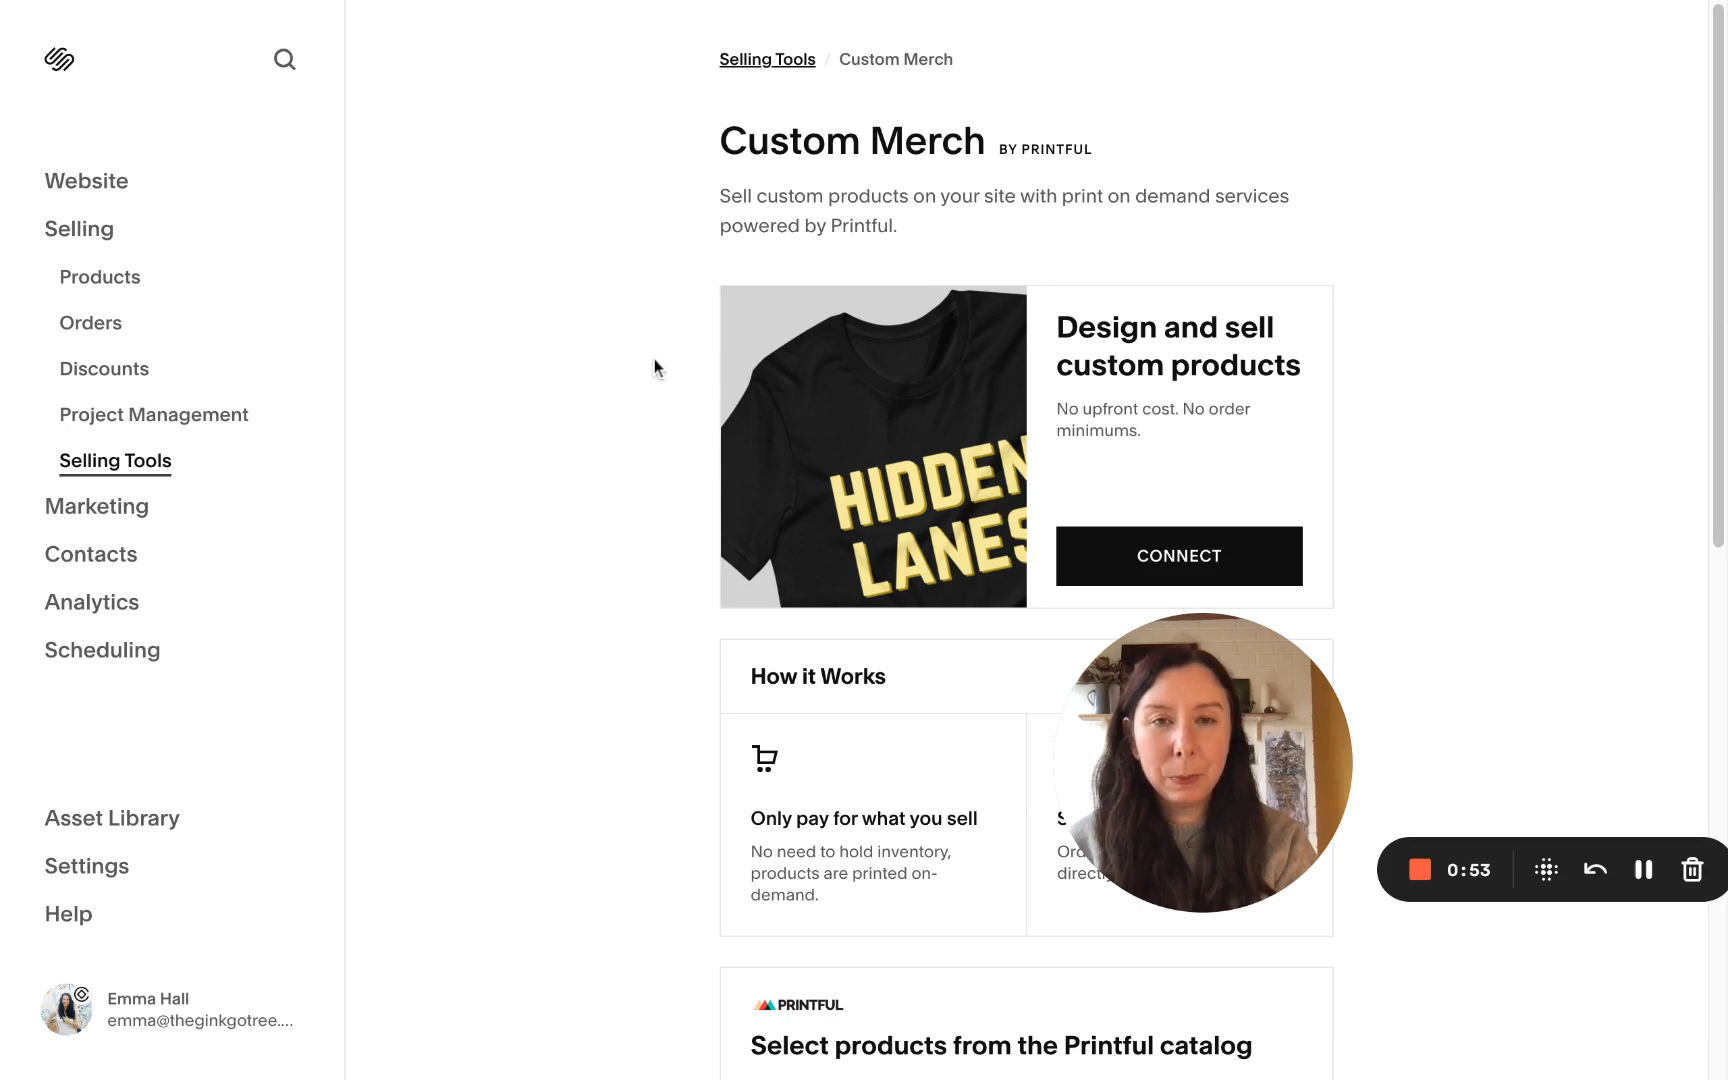 Website
Selling
Products
Orders
Discounts
Project Management
Selling Tools
Marketing
Contacts
Analytics
Scheduling
Asset Library
Settings
Help
Emma Hall
emma@theginkgotree....
Selling Tools / Custom Merch
Custom Merch BY PRINTFUL
Sell custom products on your site with print on demand services
powered by Printful.
HIDDEN
LANES
Design and sell
custom products
No upfront cost. No order
minimums.
CONNECT
How it Works
Only pay for what you sell
No need to hold inventory,
products are printed on-
demand.
0:53
PRINTFUL
Select products from the Printful catalog